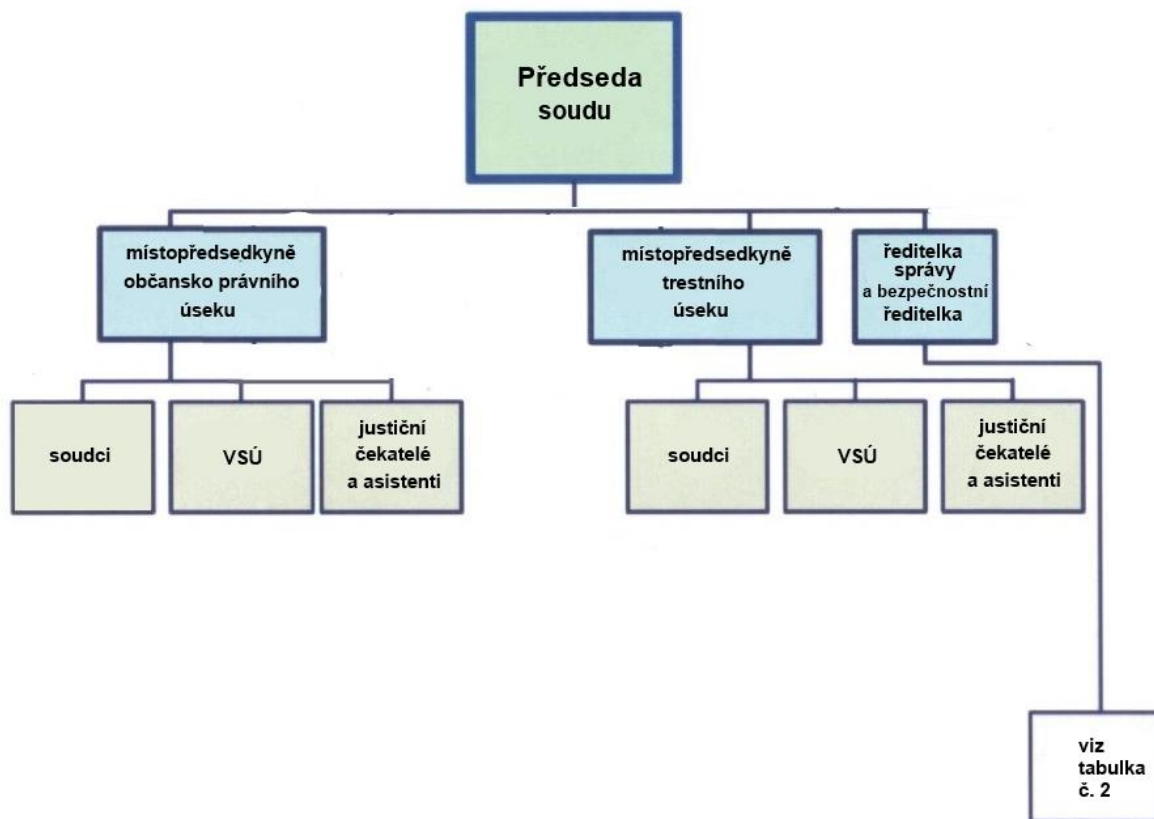 Předseda
soudu
místopředsedkyně
občansko právního
úseku
místopředsedkyně
trestního
úseku
ředitelka
správy
a bezpečnostní
ředitelka
soudci
VSÚ
justiční
čekatelé
a asistenti
soudci
VSÚ
justiční
čekatelé
a asistenti
viz
tabulka
č. 2